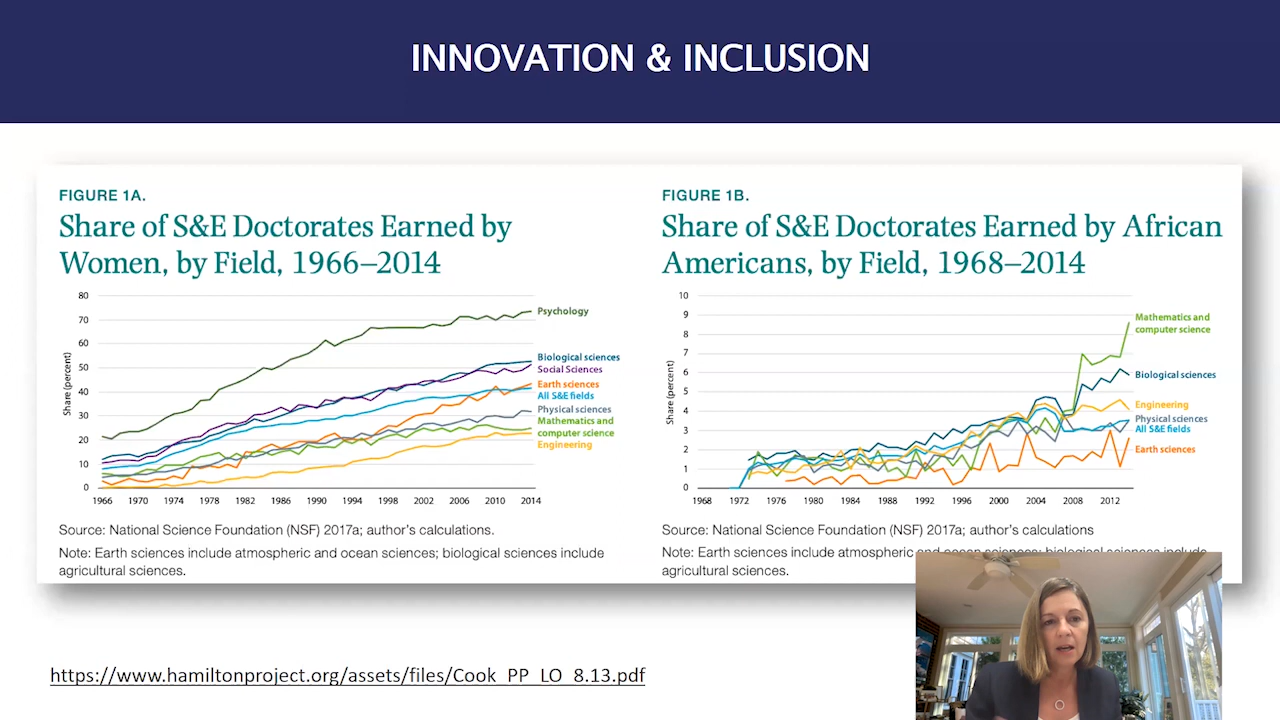 INNOVATION & INCLUSION
FIGURE 1A.
Share of S&E Doctorates Earned by
Women, by Field, 1966–2014
80
70
60
50
40
30
20
10
0
Share (percent)
1966 1970 1974 1978 1982 1986 1990 1994 1998 2002 2006 2010 2014
Psychology
Biological sciences
Social Sciences
Earth sciences
All S&E fields
Physical sciences
Mathematics and
computer science
Engineering
Source: National Science Foundation (NSF) 2017a; author's calculations.
Note: Earth sciences include atmospheric and ocean sciences; biological sciences include
agricultural sciences.
FIGURE 1B.
Share of S&E Doctorates Earned by African
Americans, by Field, 1968–2014
10
9
8
7
6
5
4
3
2
1
0
Share (percent)
1968 1972 1976 1980 1984 1988 1992 1996 2000 2004 2008 2012
Mathematics and
computer science
Biological sciences
Engineering
Physical sciences
All S&E fields
Earth sciences
Source: National Science Foundation (NSF) 2017a; author's calculations
Note: Earth sciences include atmospheric and ocean sciences; biological sciences include
agricultural sciences.
https://www.hamiltonproject.org/assets/files/Cook_PP_LO_8.13.pdf